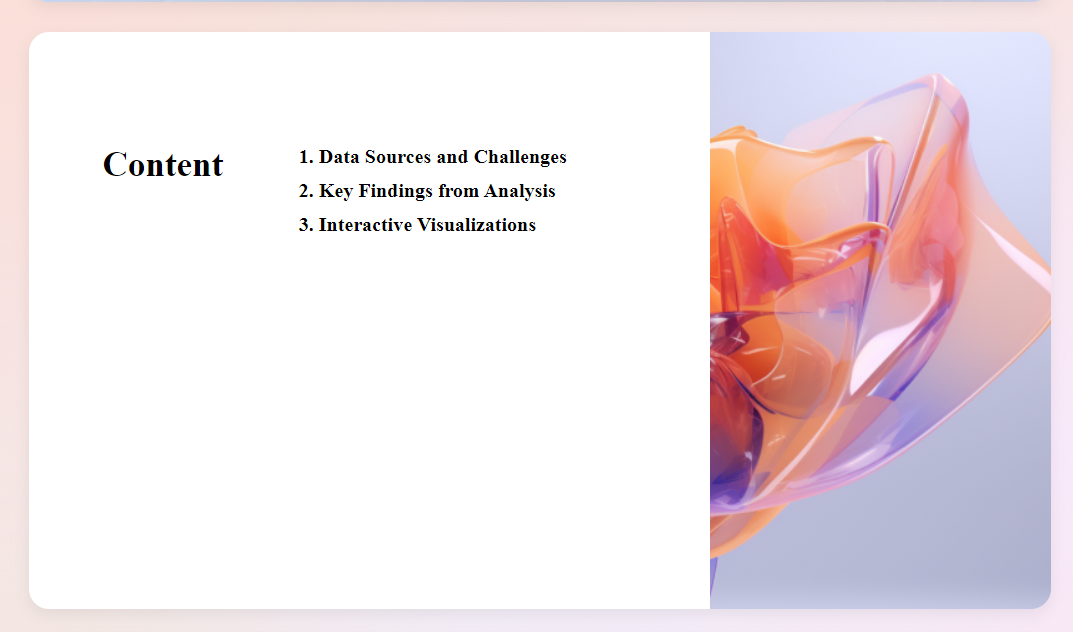 Content
1. Data Sources and Challenges
2. Key Findings from Analysis
3. Interactive Visualizations